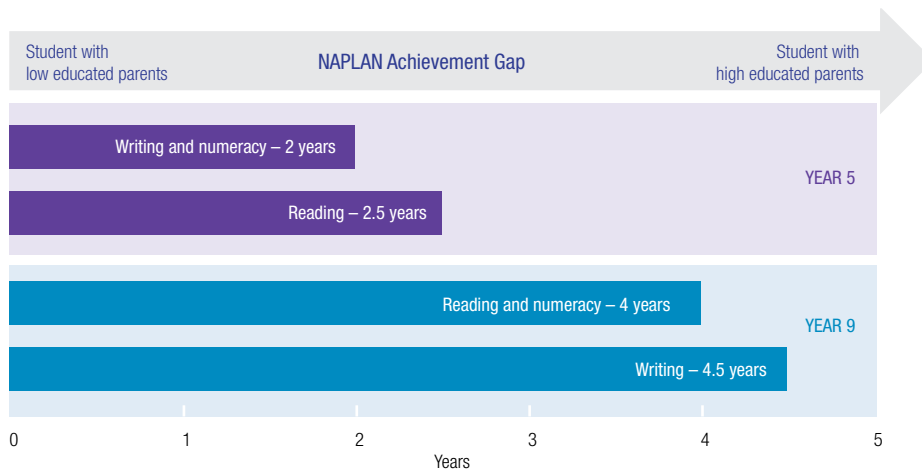 Student with
low educated parents
NAPLAN Achievement Gap
Student with
high educated parents
Writing and numeracy – 2 years
YEAR 5
Reading – 2.5 years
Reading and numeracy – 4 years
YEAR 9
Writing – 4.5 years
0 1 2 3 4 5
Years